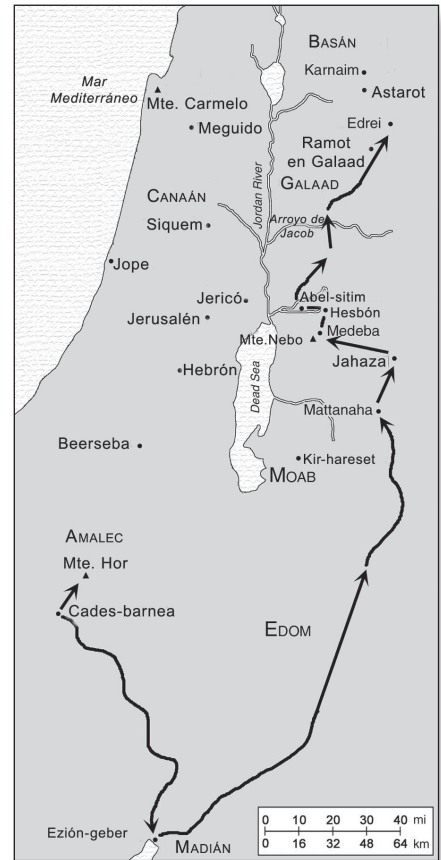 BASÁN
Karnaim
Mar
Mediterráneo
Astarot
Mte. Carmelo
Edrei
Meguido
Ramot
en Galaad
GALAAD
Jordan River
CANAÁN
Arroyo de
Jacob
Siquem
Jope
Jericó
Abel-sitim
Hesbón
Jerusalén
Medeba
Mte.Nebo
Jahaza
Hebrón
Dead Sea
Mattanaha
Beerseba
Kir-hareset
MOAB
AMALEC
Mte. Hor
Cades-barnea
EDOM
Ezión-geber
MADIÁN
0 10 20 30 40 mi
0 16 32 48 64 km